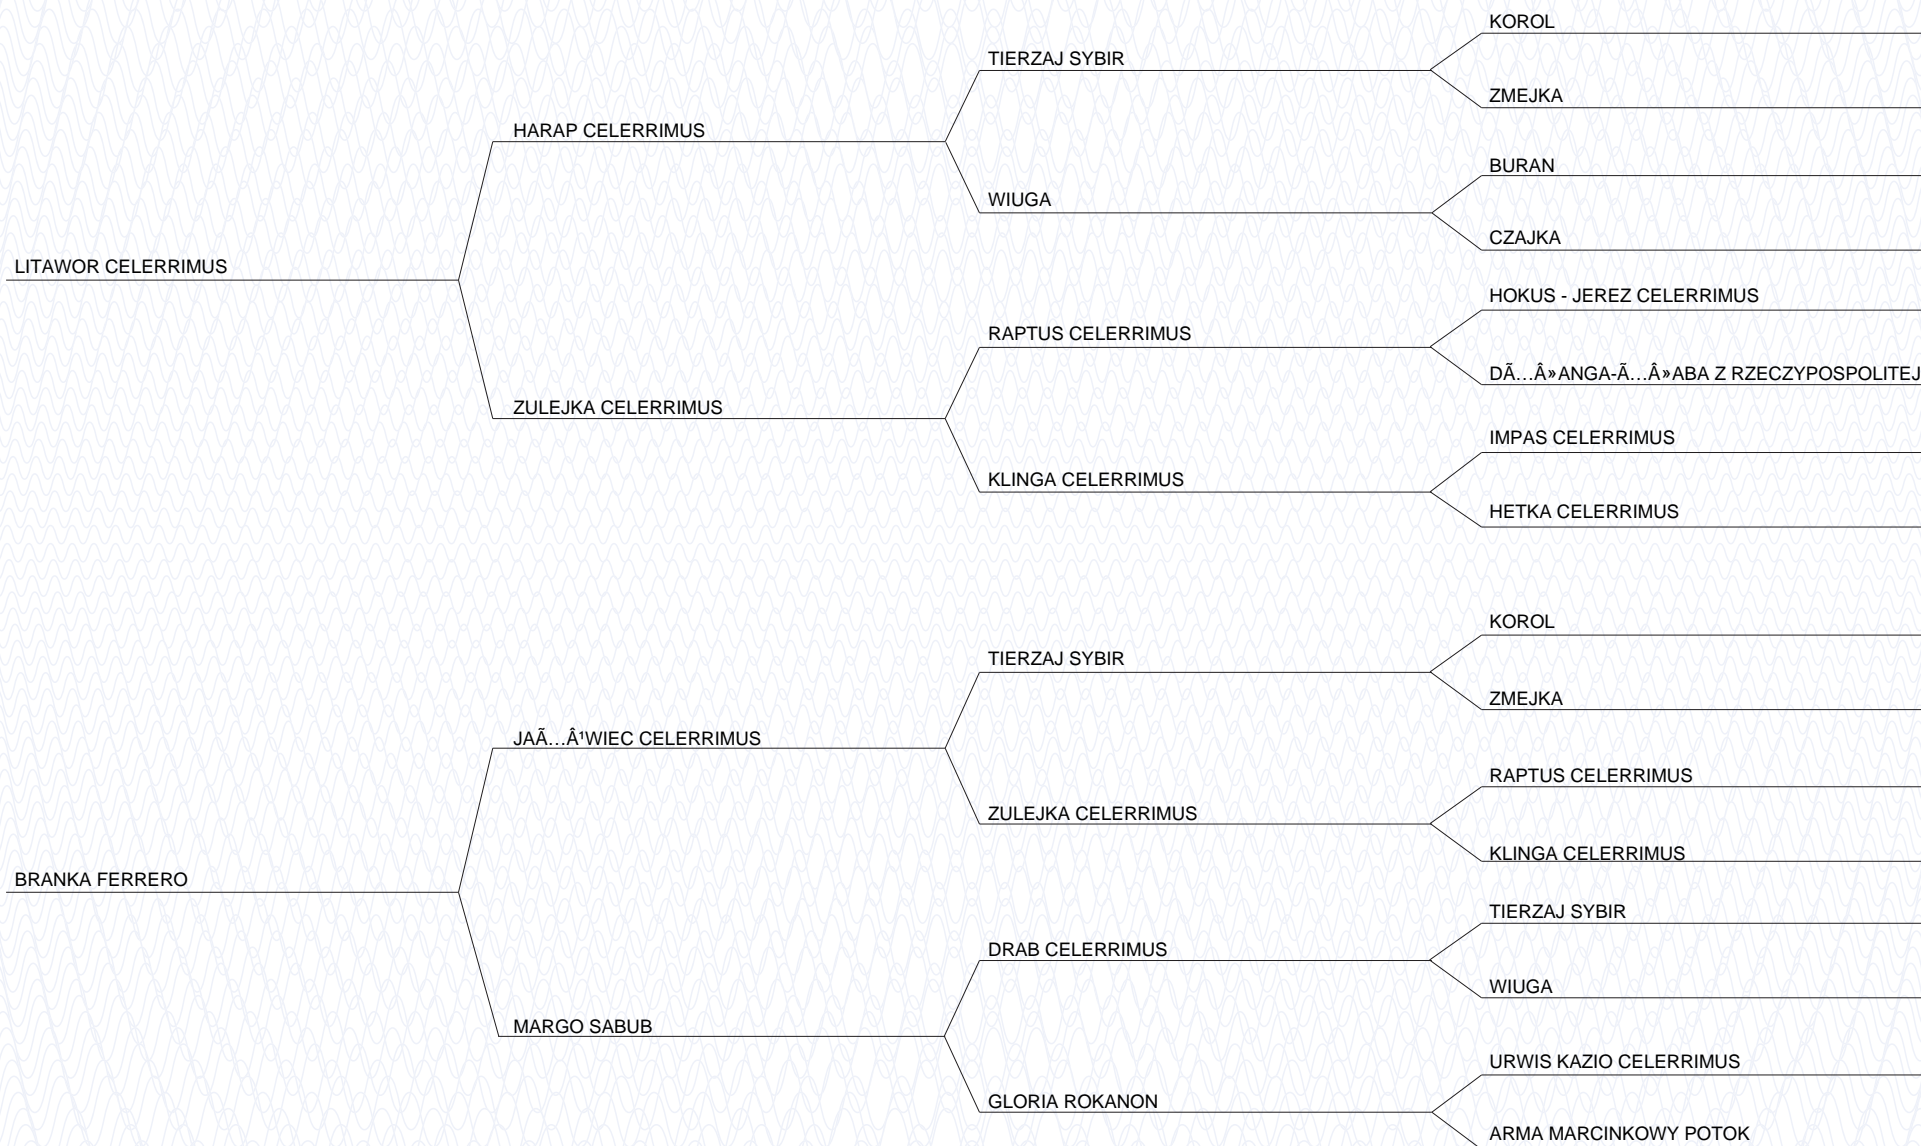 KOROL
TIERZAJ SYBIR
ZMEJKA
HARAP CELERRIMUS
BURAN
WIUGA
CZAJKA
LITAWOR CELERRIMUS
HOKUS - JEREZ CELERRIMUS
RAPTUS CELERRIMUS
DÃ…Â»ANGA-Ã…Â»ABA Z RZECZYPOSPOLITEJ
ZULEJKA CELERRIMUS
IMPAS CELERRIMUS
KLINGA CELERRIMUS
HETKA CELERRIMUS
KOROL
TIERZAJ SYBIR
ZMEJKA
JAÃ…Â¹WIEC CELERRIMUS
RAPTUS CELERRIMUS
ZULEJKA CELERRIMUS
KLINGA CELERRIMUS
BRANKA FERRERO
TIERZAJ SYBIR
DRAB CELERRIMUS
WIUGA
MARGO SABUB
URWIS KAZIO CELERRIMUS
GLORIA ROKANON
ARMA MARCINKOWY POTOK